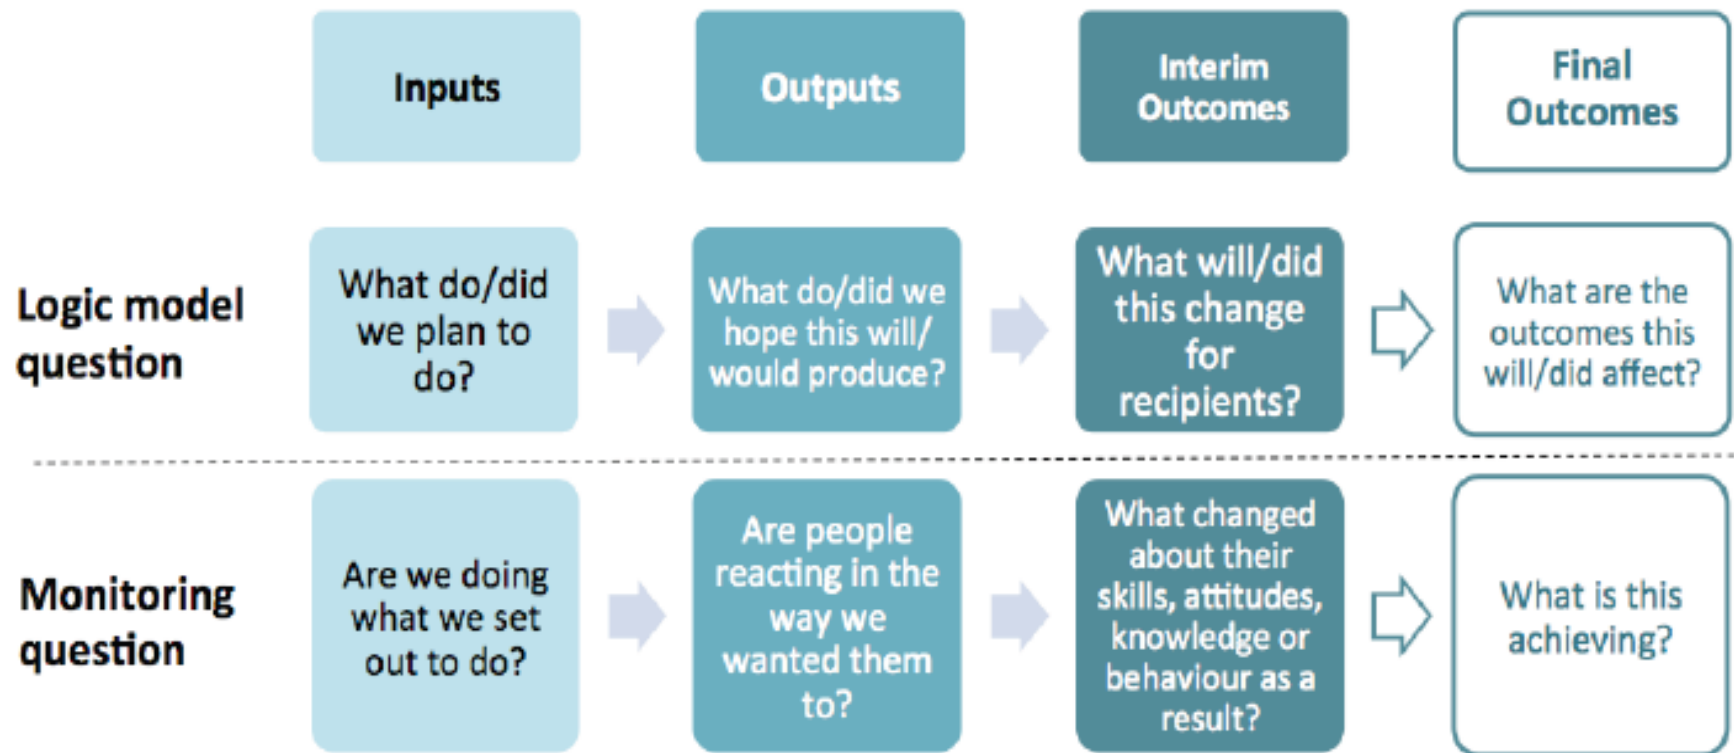 Inputs
Outputs
Interim
Outcomes
Final
Outcomes
Logic model
question
What do/did
we plan to
do?
What do/did we
hope this will/
would produce?
What will/did
this change
for
recipients?
What are the
outcomes this
will/did affect?
Monitoring
question
Are we doing
what we set
out to do?
Are people
reacting in the
way we
wanted them
to?
What changed
about their
skills, attitudes,
knowledge or
behaviour as a
result?
What is this
achieving?